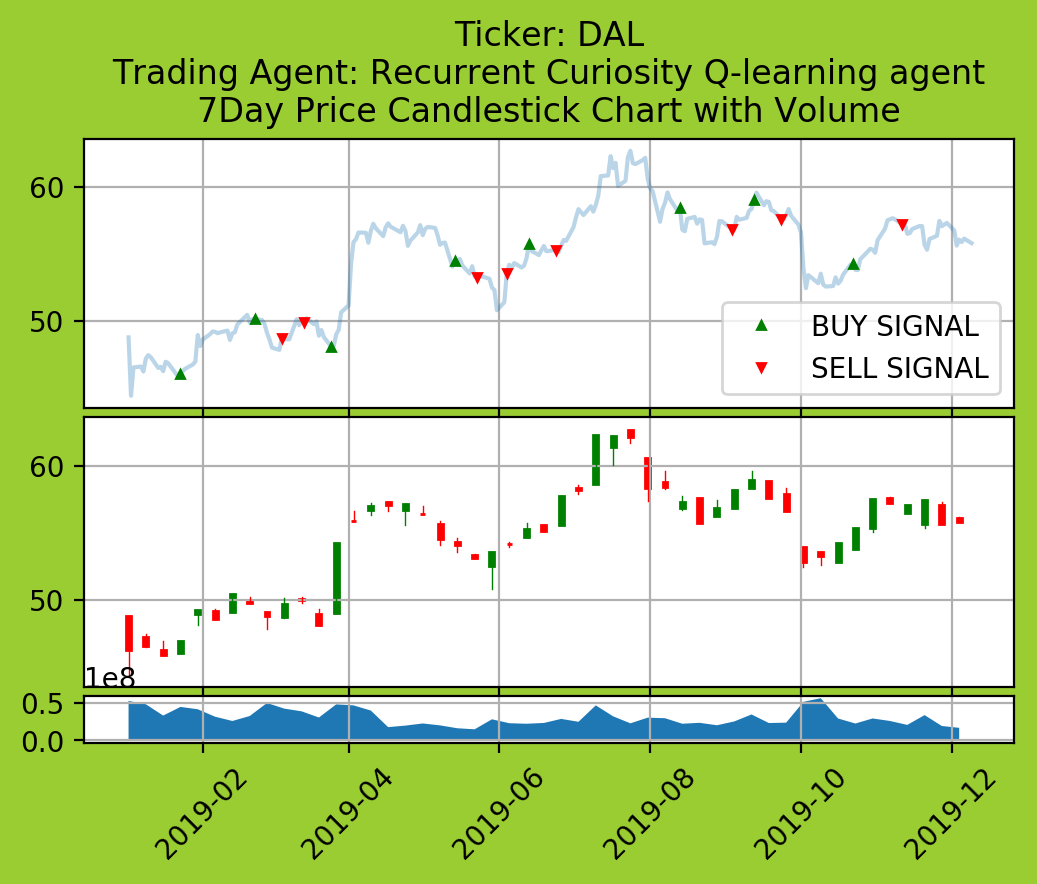 Ticker: DAL
Trading Agent: Recurrent Curiosity Q-learning agent
7Day Price Candlestick Chart with Volume
60
50
BUY SIGNAL
SELL SIGNAL
60
50
1e8
0.5
0.0
2019-02
2019-04
2019-06
2019-08
2019-10
2019-12